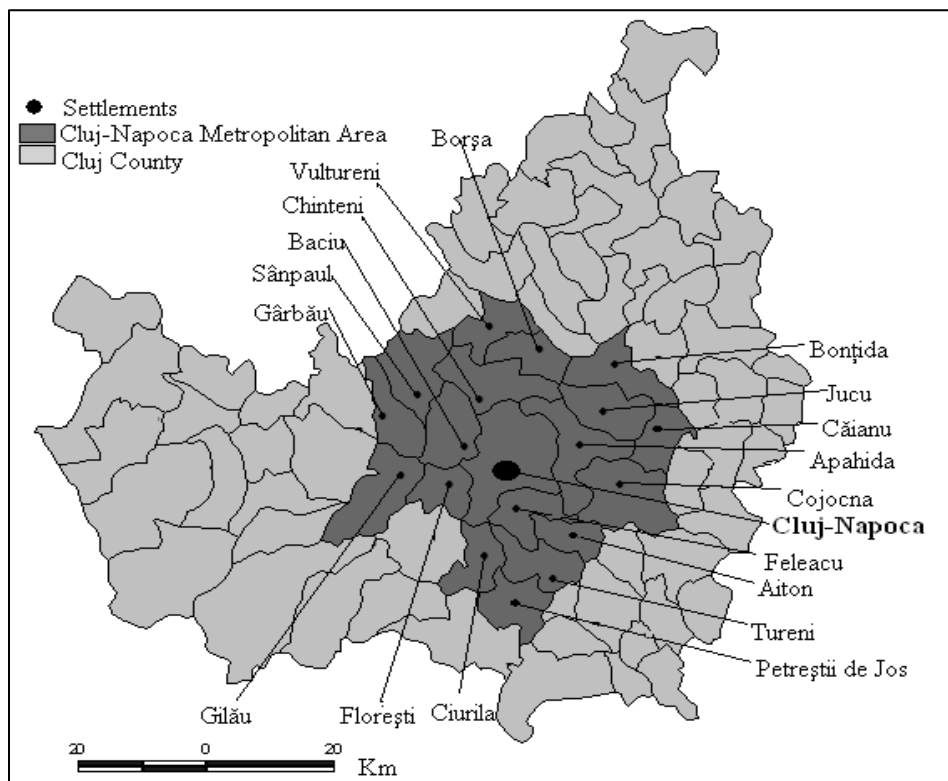 Settlements
Cluj-Napoca Metropolitan Area
Cluj County
Borşa
Vultureni
Chinteni
Baciu
Sânpaul
Gârbău
Bonţida
Jucu
Căianu
Apahida
Cojocna
Cluj-Napoca
Feleacu
Aiton
Tureni
Petreştii de Jos
Gilău
Floreşti
Ciurila
20 0 20
Km